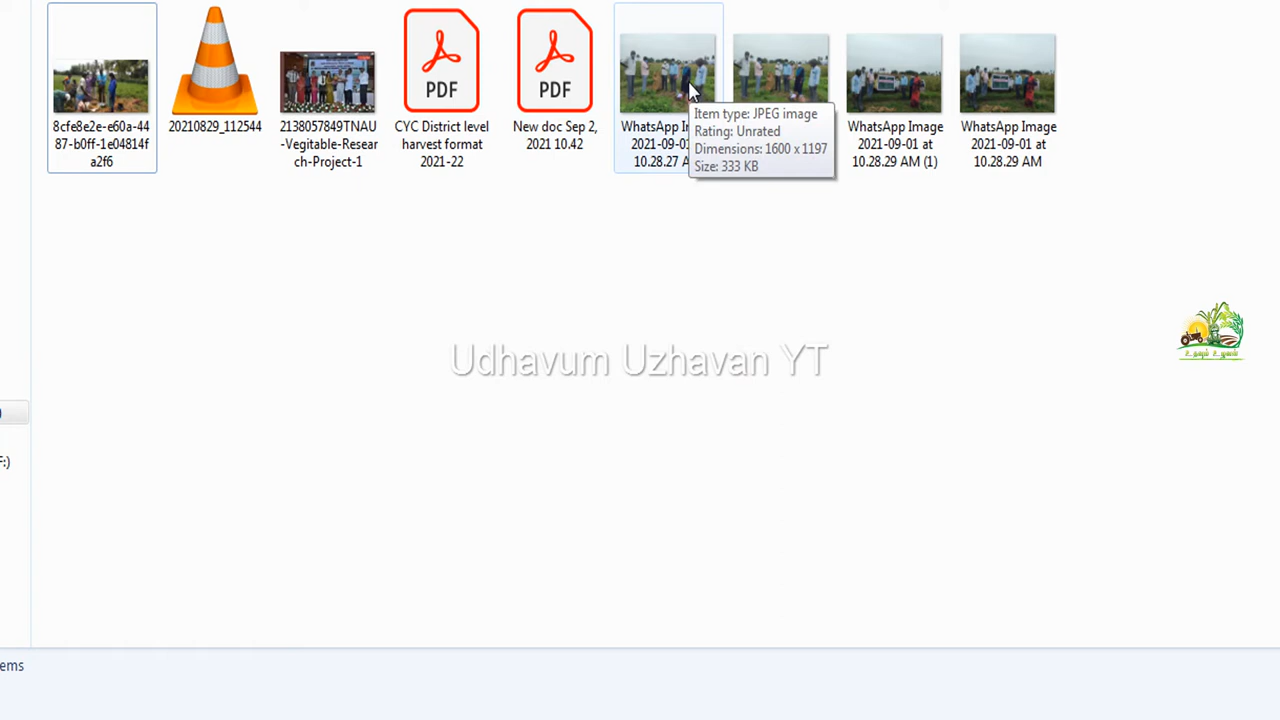 8cfe8e2e-e60a-44
87-b0ff-1e04814f
a2f6
20210829_112544
2138057849TNAU
-Vegitable-Resear
ch-Project-1
PDF
CYC District level
harvest format
2021-22
PDF
New doc Sep 2,
2021 10.42
WhatsApp
2021-09-01
10.28.27
Item type: JPEG image
Rating: Unrated
Dimensions: 1600 x 1197
Size: 333 KB
WhatsApp Image
2021-09-01 at
10.28.29 AM (1)
WhatsApp Image
2021-09-01 at
10.28.29 AM
Udhavum Uzhavan YT
உதவும் உழவன்
F:)
ems